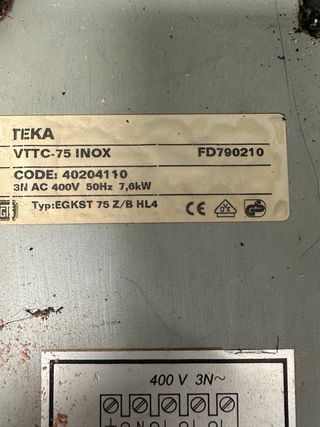 TEKA
VTTC-75 INOX FD790210
CODE: 40204110
3N AC 400V 50Hz 7,6kW
Typ:EGKST 75 Z/B HL4 CE
400 V 3N~